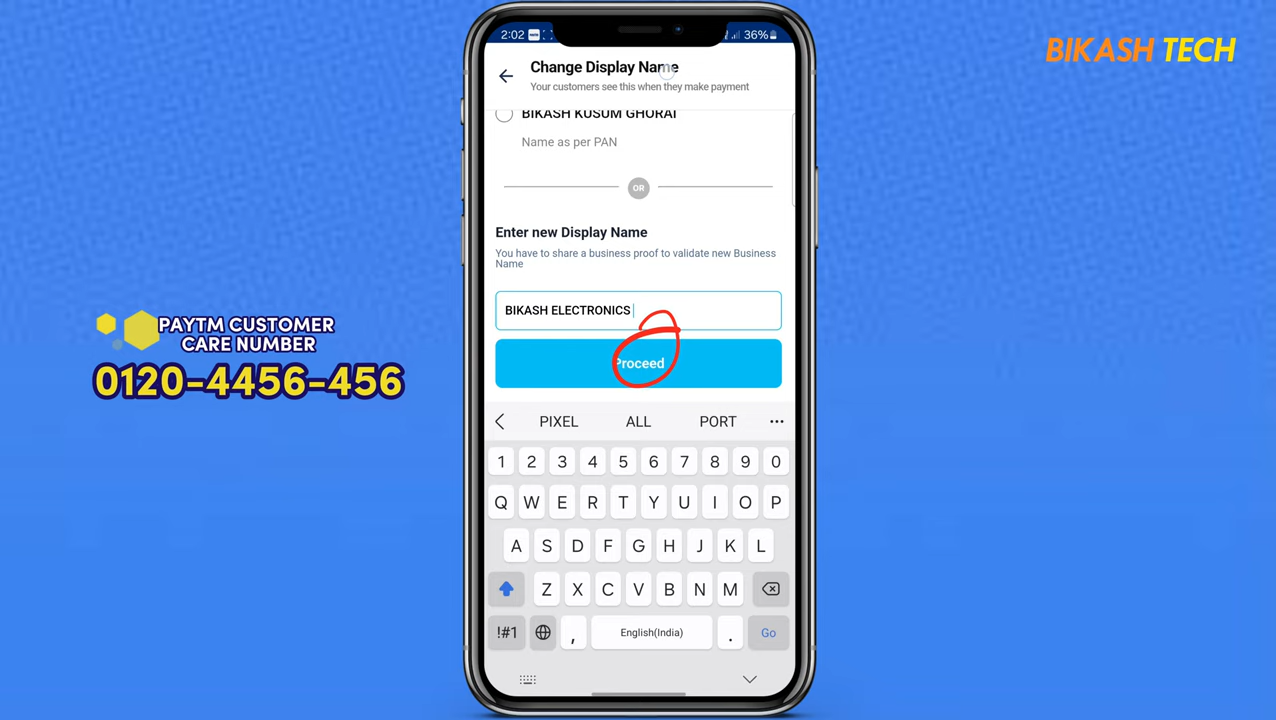 BIKASH TECH
2:02
36%
Change Display Name
Your customers see this when they make payment
BIKASH KUSUM GHORAI
Name as per PAN
OR
Enter new Display Name
You have to share a business proof to validate new Business
Name
BIKASH ELECTRONICS
Proceed
PAYTM CUSTOMER
CARE NUMBER
0120-4456-456
PIXEL ALL PORT
1 2 3 4 5 6 7 8 9 0
Q W E R T Y U I O P
A S D F G H J K L
Z X C V B N M
!#1 , English(India) . Go